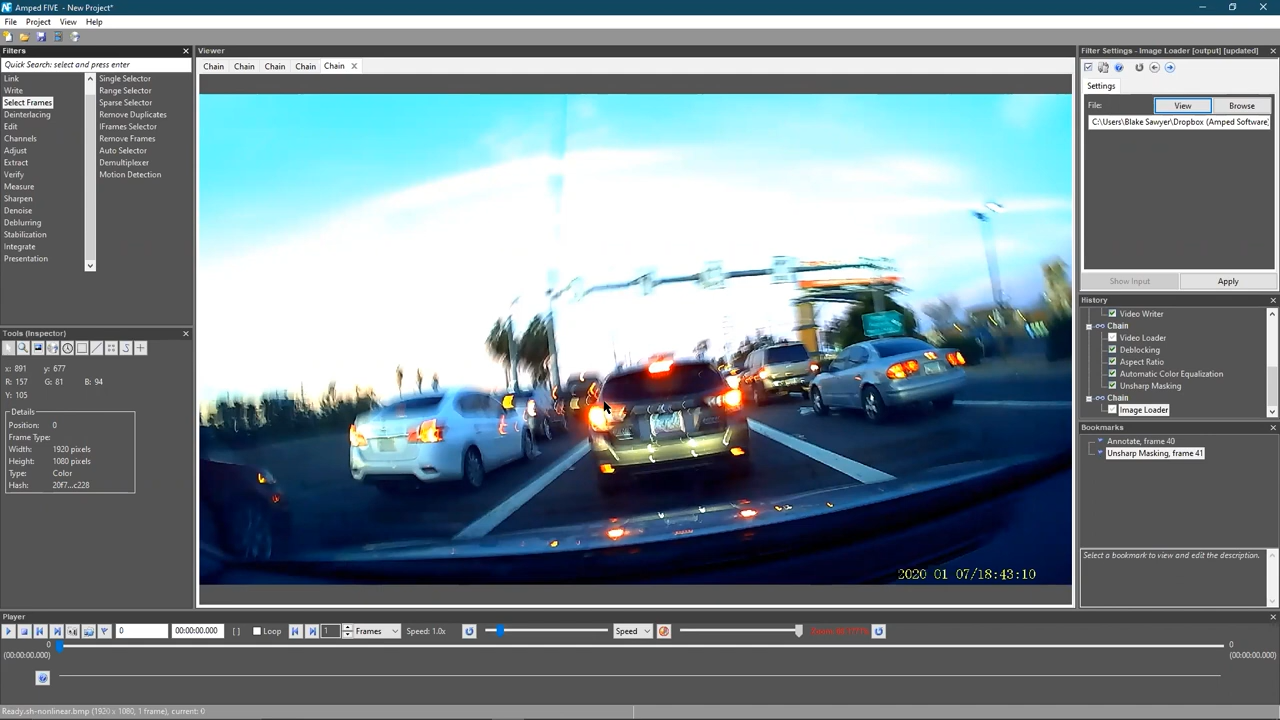 Amped FIVE - New Project*
File Project View Help
Filters
Quick Search: select and press enter
Link
Write
Select Frames
Deinterlacing
Edit
Channels
Adjust
Extract
Verify
Measure
Sharpen
Denoise
Deblurring
Stabilization
Integrate
Presentation
Single Selector
Range Selector
Sparse Selector
Remove Duplicates
IFrames Selector
Remove Frames
Auto Selector
Demultiplexer
Motion Detection
Tools (Inspector)
x: 891 y: 677
R: 157 G: 81 B: 94
Y: 105
Details
Position: 0
Frame Type:
Width: 1920 pixels
Height: 1080 pixels
Type: Color
Hash: 20f7...c228
Viewer
Chain Chain Chain Chain Chain
2020 01 07/18:43:10
Filter Settings - Image Loader [output] [updated]
Settings
File: View Browse
C:\Users\Blake Sawyer\Dropbox (Amped Software)
Show Input Apply
History
Video Writer
Chain
Video Loader
Deblocking
Aspect Ratio
Automatic Color Equalization
Unsharp Masking
Chain
Image Loader
Bookmarks
Annotate, frame 40
Unsharp Masking, frame 41
Select a bookmark to view and edit the description.
Player
0 00:00:00.000 [ ] Loop 1 Frames Speed: 1.0x Speed
0 0
(00:00:00.000) (00:00:00.000)
Ready.sh-nonlinear.bmp (1920 x 1080, 1 frame), current: 0